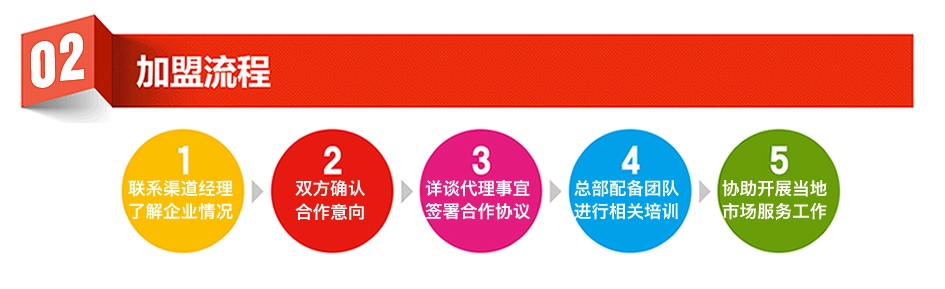 02
加盟流程
1
联系渠道经理
了解企业情况
2
双方确认
合作意向
3
详谈代理事宜
签署合作协议
4
总部配备团队
进行相关培训
5
协助开展当地
市场服务工作